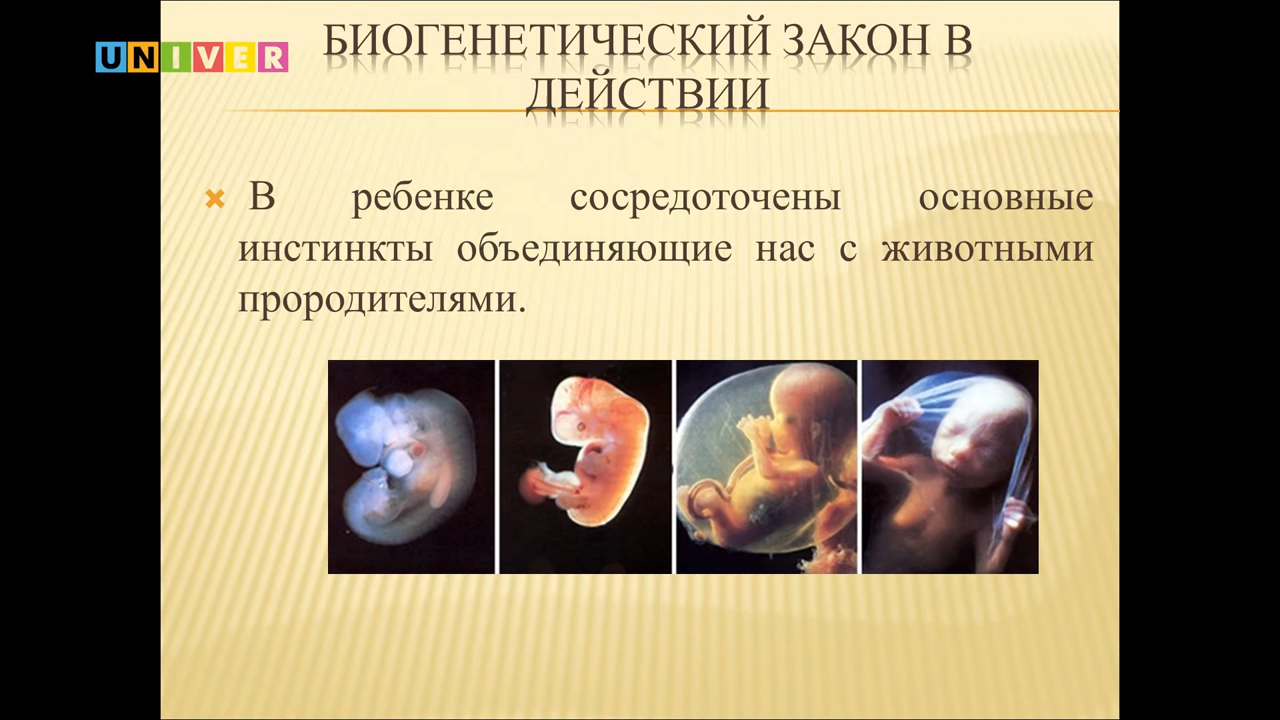 UNIVER
БИОГЕНЕТИЧЕСКИЙ ЗАКОН В
ДЕЙСТВИИ
В ребенке сосредоточены основные
инстинкты объединяющие нас с животными
прородителями.